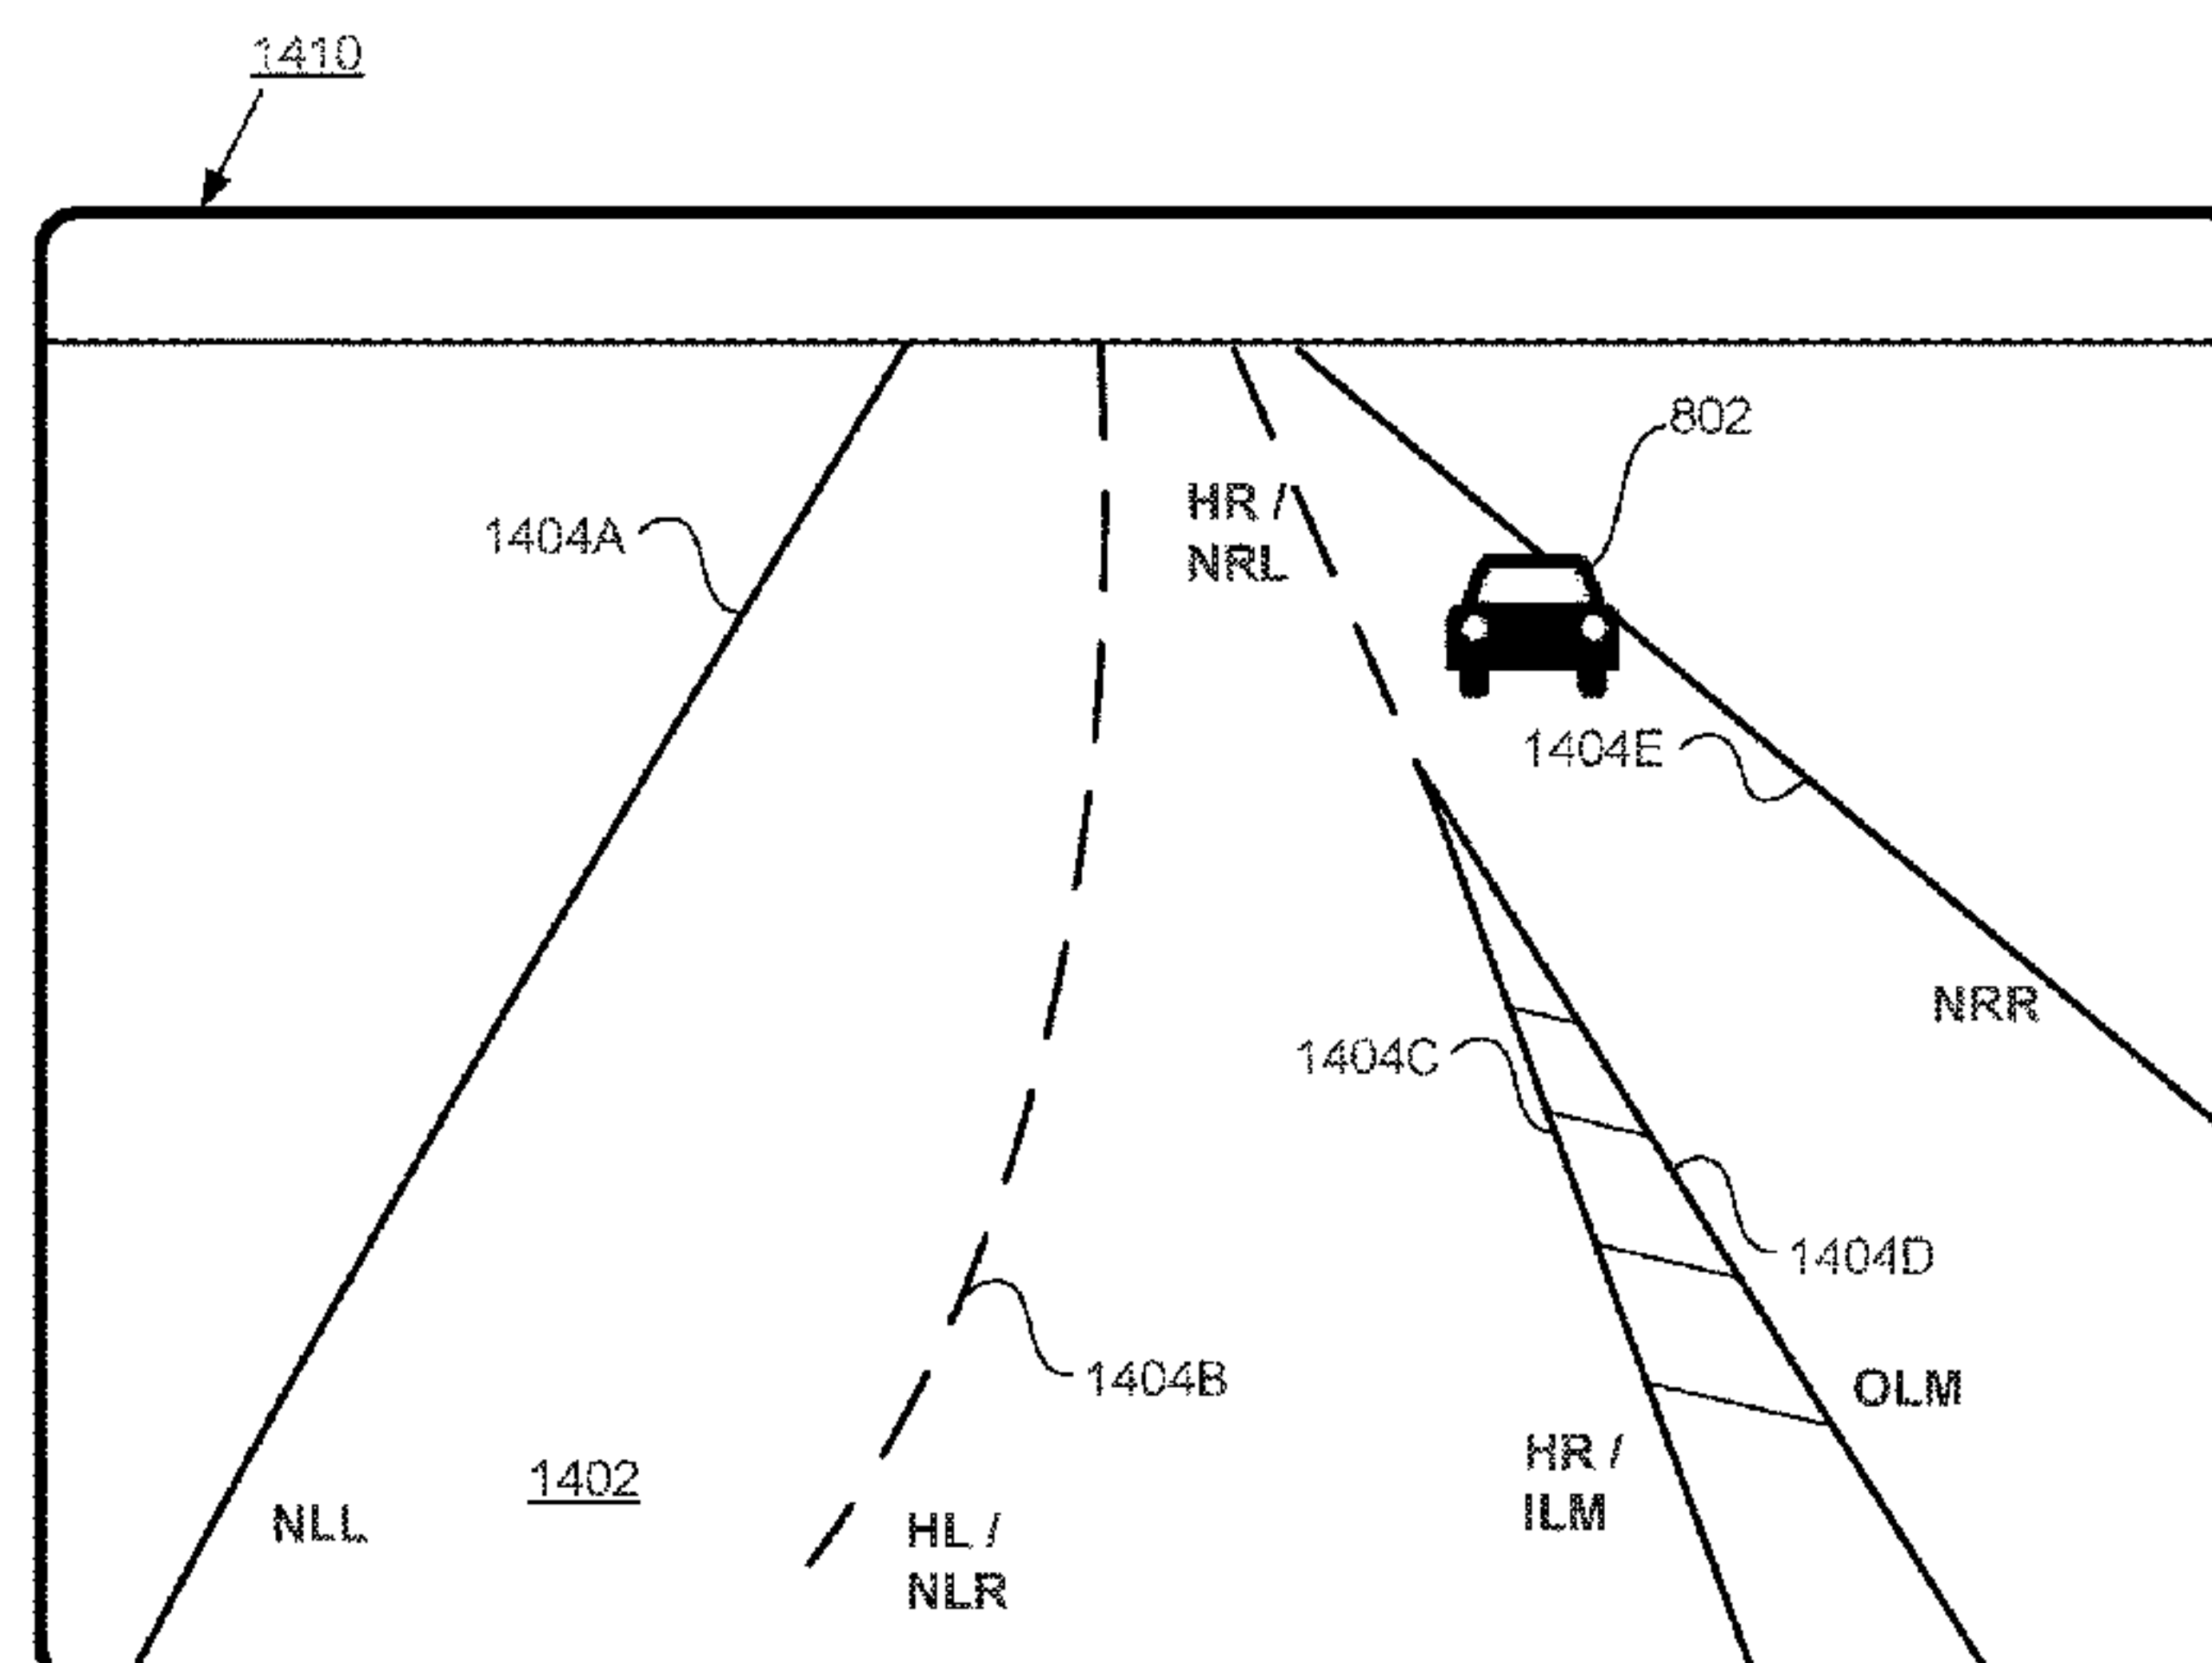 1410
802
HR /
NRL
1404A
1404E
NRR
1404C
1404D
1404B
OLM
HR /
ILM
1402
NLL
HL /
NLR